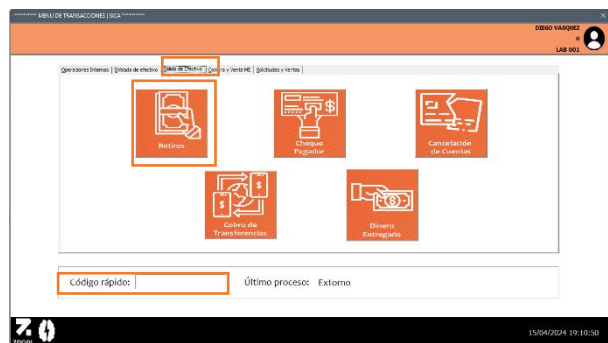 ********** MENU DE TRANSACCIONES | SICA **********
DIEGO VASQUEZ
0
LAB 001
Operaciones Internas | Entrada de efectivo | Salida de Efectivo | Compra y Venta ME | Solicitudes y Ventas |
Retiros
Cheque
Pagador
Cancelación
de Cuentas
Cobro de
Transferencias
Dinero
Entregado
Código rápido:
Último proceso: Extorno
zegel
15/04/2024 19:10:50